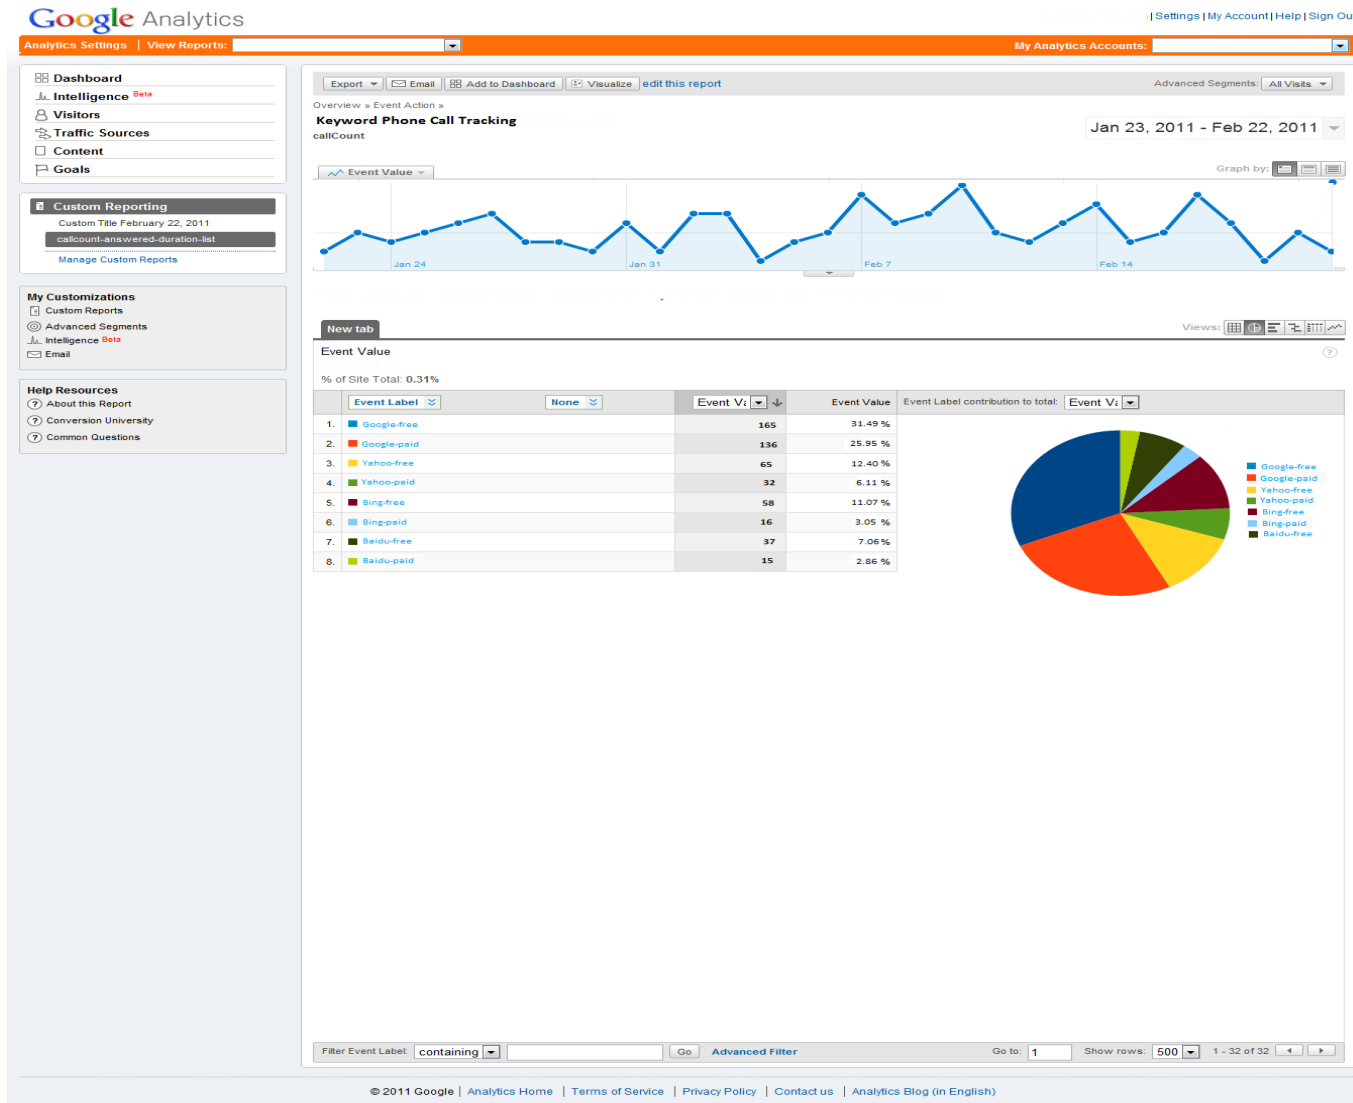 Google Analytics
| Settings | My Account | Help | Sign Ou
Analytics Settings | View Reports:
My Analytics Accounts:
Dashboard
Intelligence Beta
Visitors
Traffic Sources
Content
Goals
Custom Reporting
Custom Title February 22, 2011
callcount-answered-duration-list
Manage Custom Reports
My Customizations
Custom Reports
Advanced Segments
Intelligence Beta
Email
Help Resources
About this Report
Conversion University
Common Questions
Export Email Add to Dashboard Visualize edit this report
Advanced Segments: All Visits
Overview » Event Action »
Keyword Phone Call Tracking
callCount
Jan 23, 2011 - Feb 22, 2011
Event Value
Graph by:
Jan 24 Jan 31 Feb 7 Feb 14
New tab
Views:
Event Value
% of Site Total: 0.31%
Event Label None Event Va Event Value Event Label contribution to total: Event Va
1. Google-free 165 31.49 %
2. Google-paid 136 25.95 %
3. Yahoo-free 65 12.40 %
4. Yahoo-paid 32 6.11 %
5. Bing-free 58 11.07 %
6. Bing-paid 16 3.05 %
7. Baidu-free 37 7.06 %
8. Baidu-paid 15 2.86 %
Google-free
Google-paid
Yahoo-free
Yahoo-paid
Bing-free
Bing-paid
Baidu-free
Filter Event Label: containing Go Advanced Filter
Go to: 1 Show rows: 500 1 - 32 of 32
© 2011 Google | Analytics Home | Terms of Service | Privacy Policy | Contact us | Analytics Blog (in English)